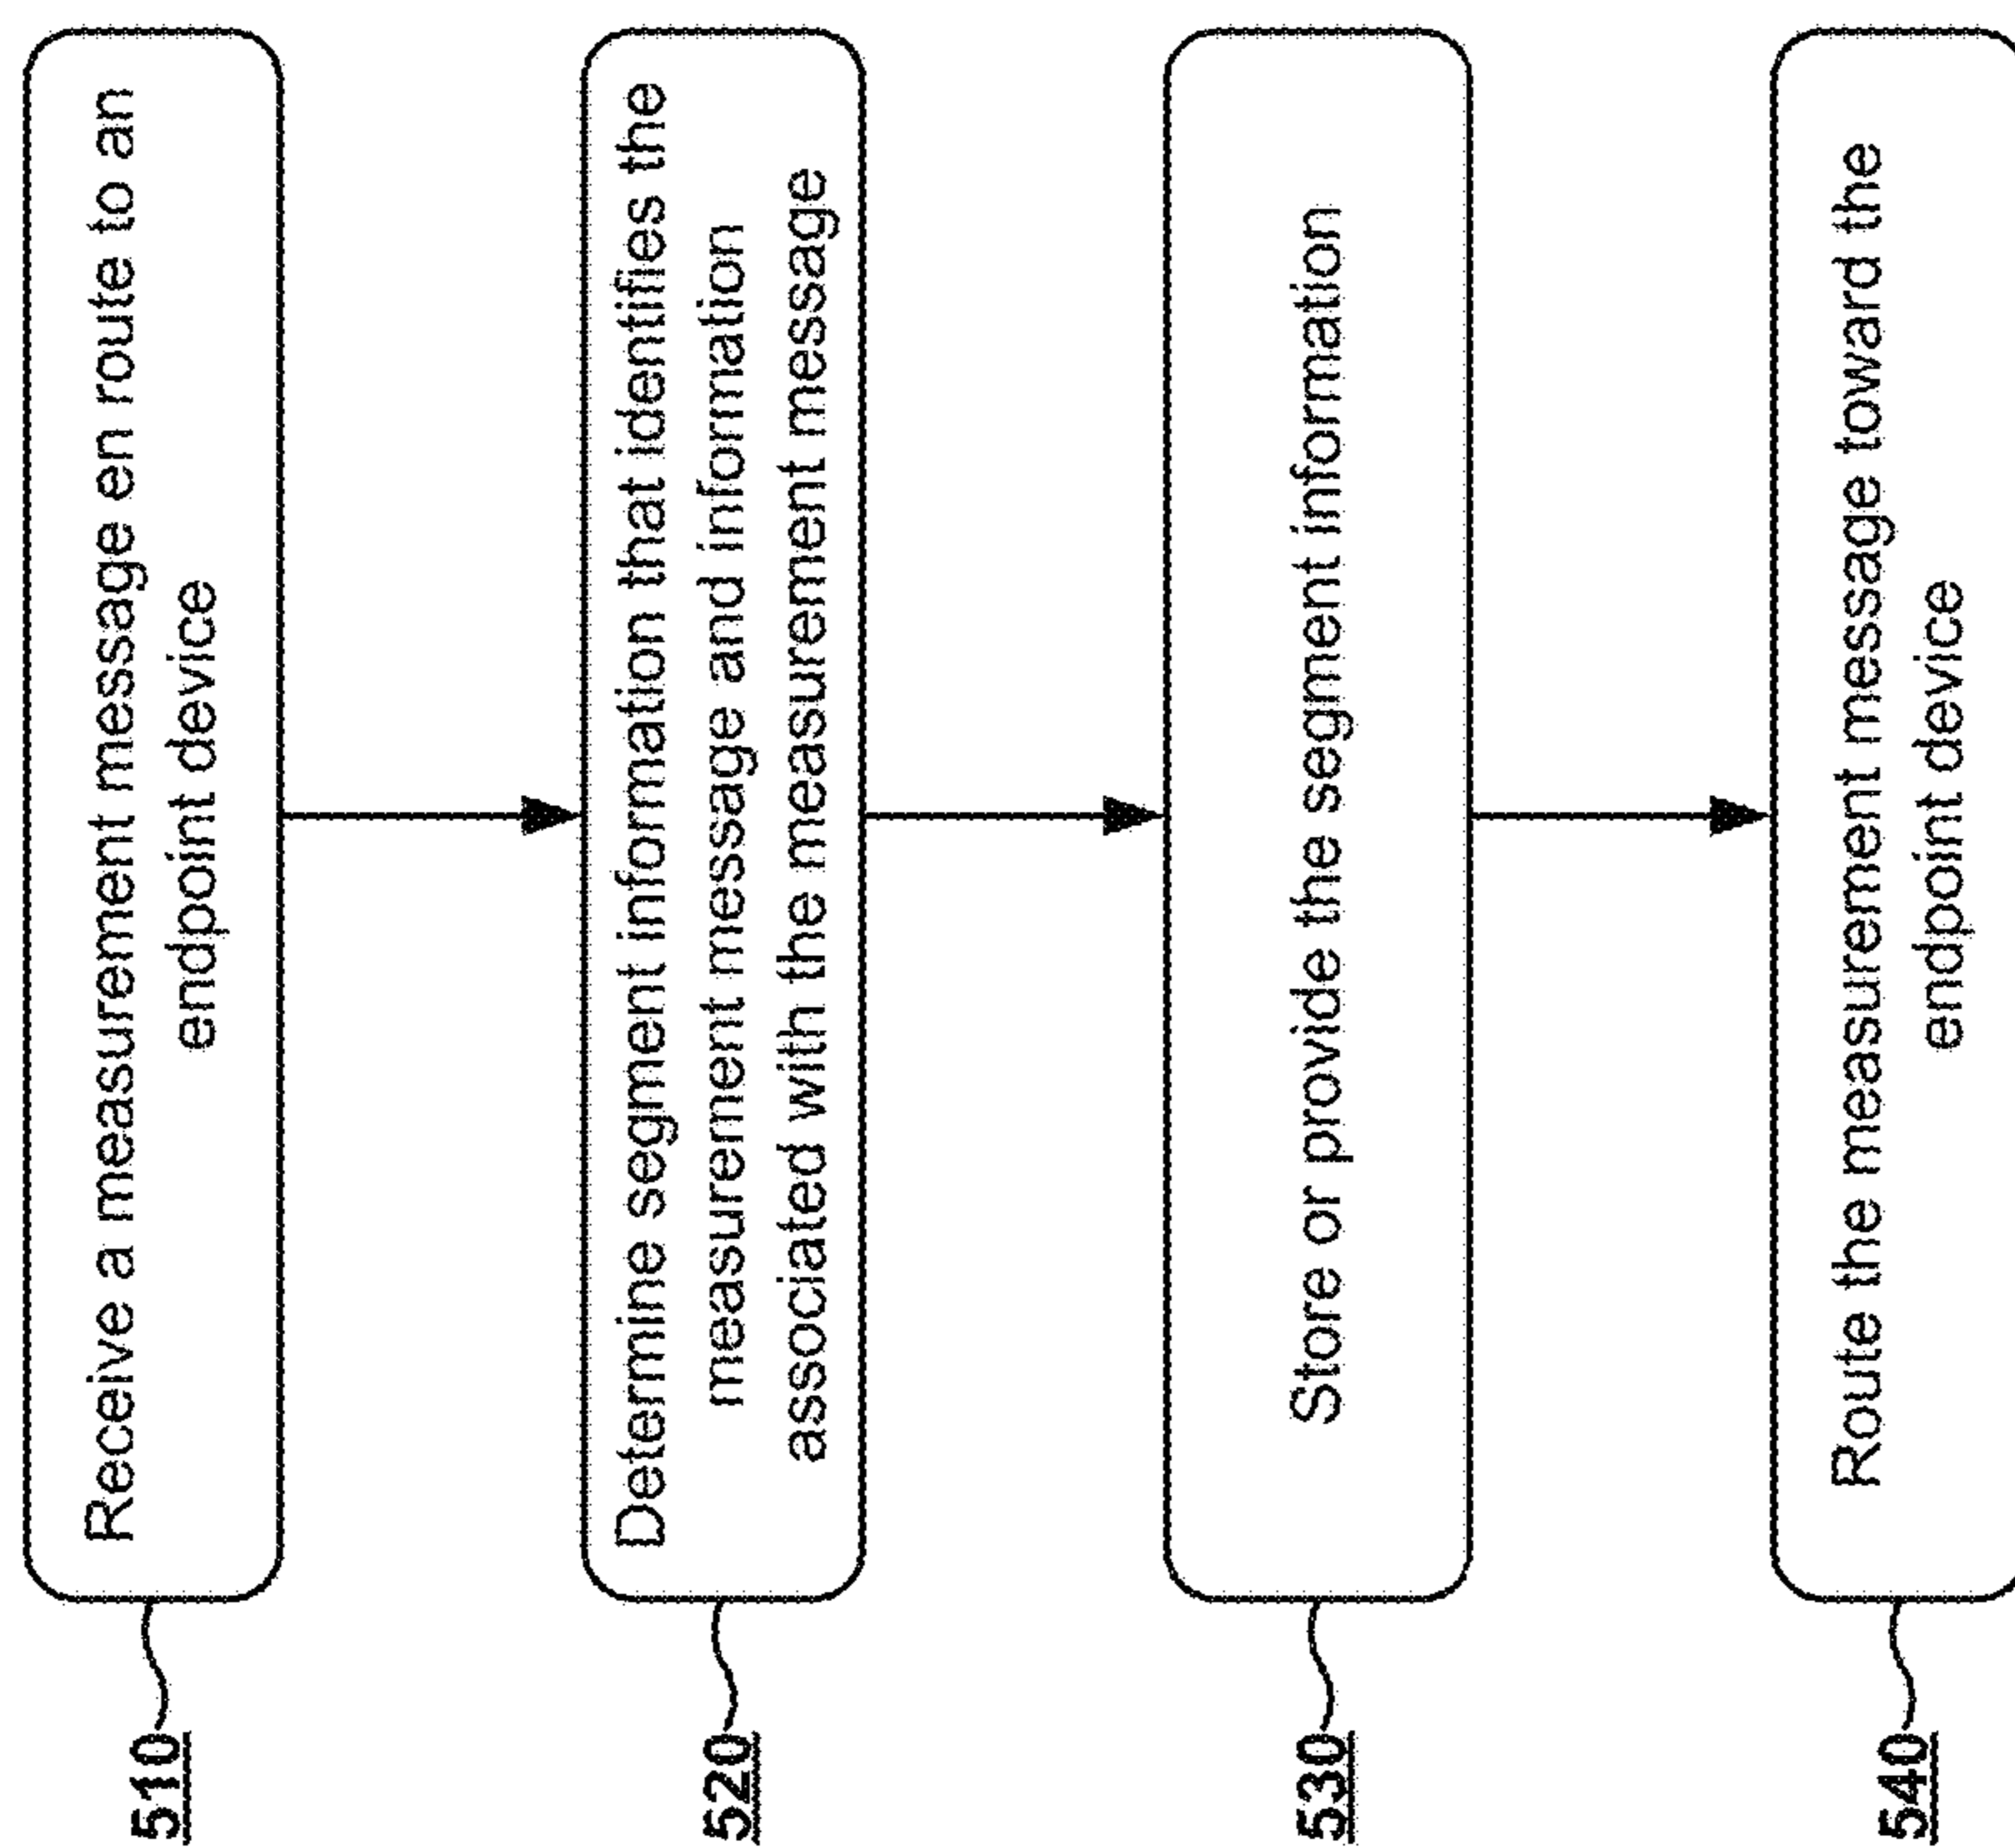 510
Receive a measurement message en route to an
endpoint device
520
Determine segment information that identifies the
measurement message and information
associated with the measurement message
530
Store or provide the segment information
540
Route the measurement message toward the
endpoint device